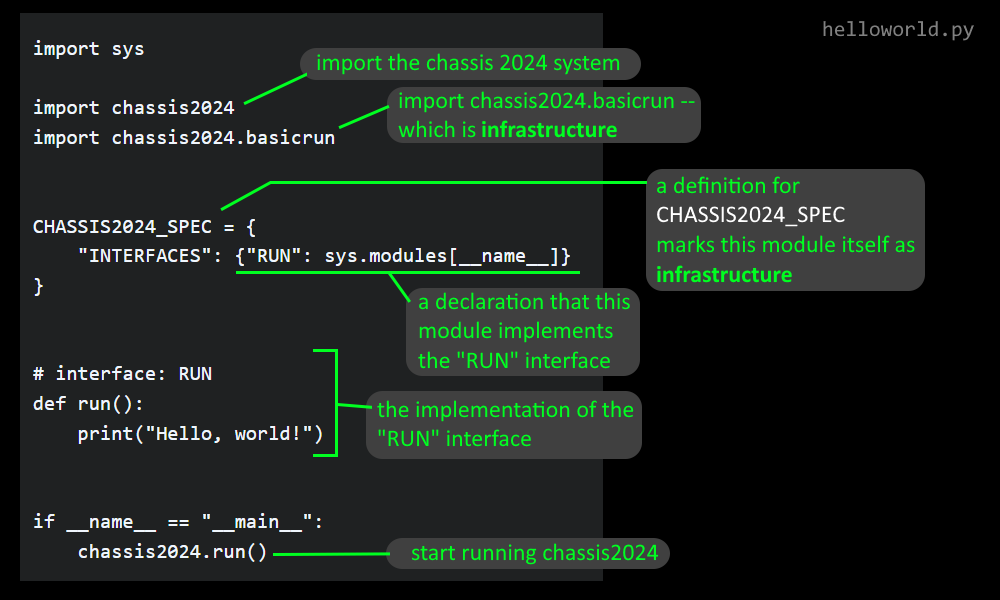 helloworld.py
import sys
import the chassis 2024 system
import chassis2024
import chassis2024.basicrun --
which is infrastructure
import chassis2024.basicrun
a definition for
CHASSIS2024_SPEC
marks this module itself as
infrastructure
CHASSIS2024_SPEC = {
"INTERFACES": {"RUN": sys.modules[__name__]}
}
a declaration that this
module implements
the "RUN" interface
# interface: RUN
def run():
print("Hello, world!")
the implementation of the
"RUN" interface
if __name__ == "__main__":
chassis2024.run()
start running chassis2024